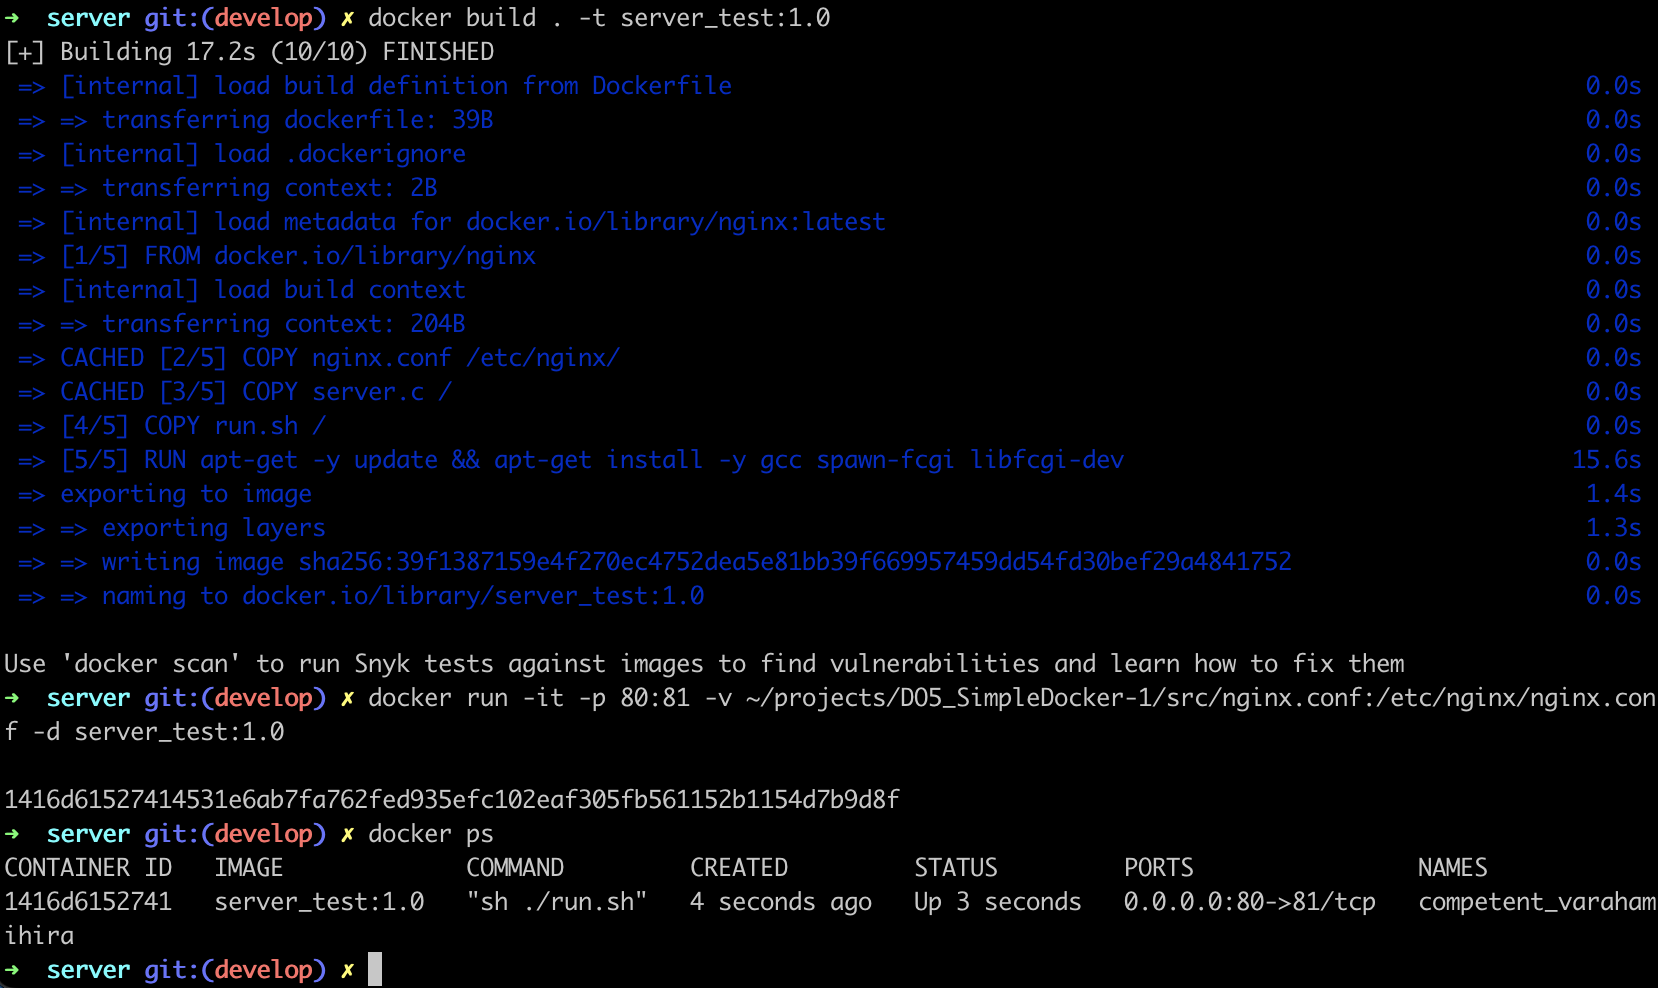 ➜  server git:(develop) ✗ docker build . -t server_test:1.0
[+] Building 17.2s (10/10) FINISHED
 => [internal] load build definition from Dockerfile 0.0s
 => => transferring dockerfile: 39B 0.0s
 => [internal] load .dockerignore 0.0s
 => => transferring context: 2B 0.0s
 => [internal] load metadata for docker.io/library/nginx:latest 0.0s
 => [1/5] FROM docker.io/library/nginx 0.0s
 => [internal] load build context 0.0s
 => => transferring context: 204B 0.0s
 => CACHED [2/5] COPY nginx.conf /etc/nginx/ 0.0s
 => CACHED [3/5] COPY server.c / 0.0s
 => [4/5] COPY run.sh / 0.0s
 => [5/5] RUN apt-get -y update && apt-get install -y gcc spawn-fcgi libfcgi-dev 15.6s
 => exporting to image 1.4s
 => => exporting layers 1.3s
 => => writing image sha256:39f1387159e4f270ec4752dea5e81bb39f669957459dd54fd30bef29a4841752 0.0s
 => => naming to docker.io/library/server_test:1.0 0.0s
Use 'docker scan' to run Snyk tests against images to find vulnerabilities and learn how to fix them
➜  server git:(develop) ✗ docker run -it -p 80:81 -v ~/projects/DO5_SimpleDocker-1/src/nginx.conf:/etc/nginx/nginx.con
f -d server_test:1.0
1416d61527414531e6ab7fa762fed935efc102eaf305fb561152b1154d7b9d8f
➜  server git:(develop) ✗ docker ps
CONTAINER ID   IMAGE             COMMAND         CREATED         STATUS         PORTS                NAMES
1416d6152741   server_test:1.0   "sh ./run.sh"   4 seconds ago   Up 3 seconds   0.0.0.0:80->81/tcp   competent_varaham
ihira
➜  server git:(develop) ✗